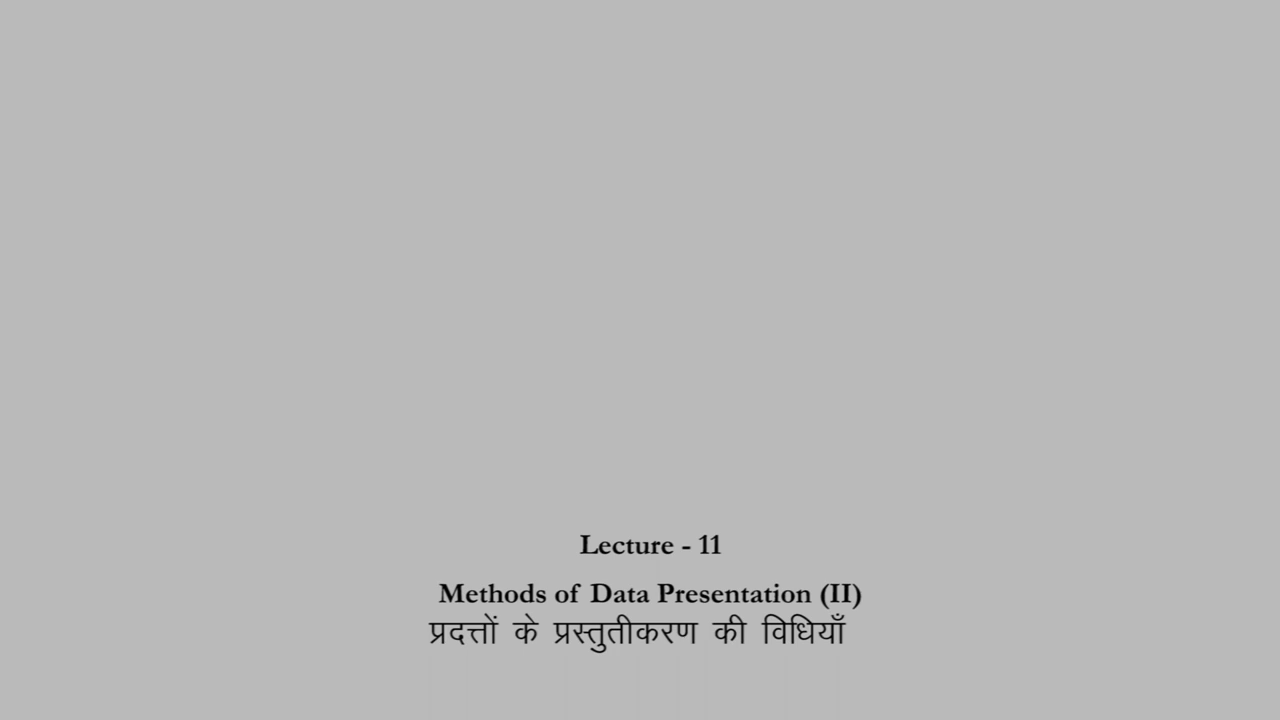 Lecture - 11
Methods of Data Presentation (II)
प्रदत्तों के प्रस्तुतीकरण की विधियाँ